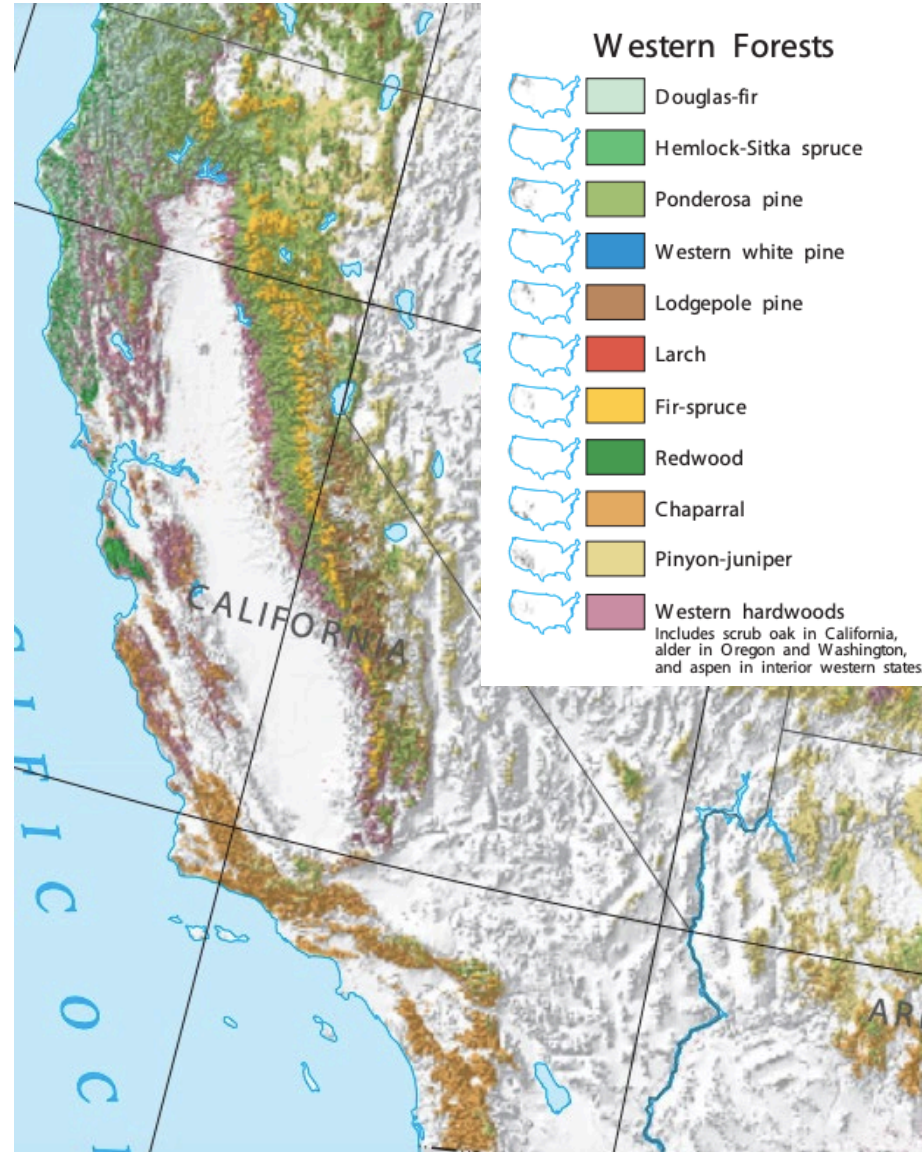 Western Forests
Douglas-fir
Hemlock-Sitka spruce
Ponderosa pine
Western white pine
Lodgepole pine
Larch
Fir-spruce
Redwood
Chaparral
Pinyon-juniper
Western hardwoods
Includes scrub oak in California,
alder in Oregon and Washington,
and aspen in interior western states
CALIFORNIA
AR
C I F I C
O C